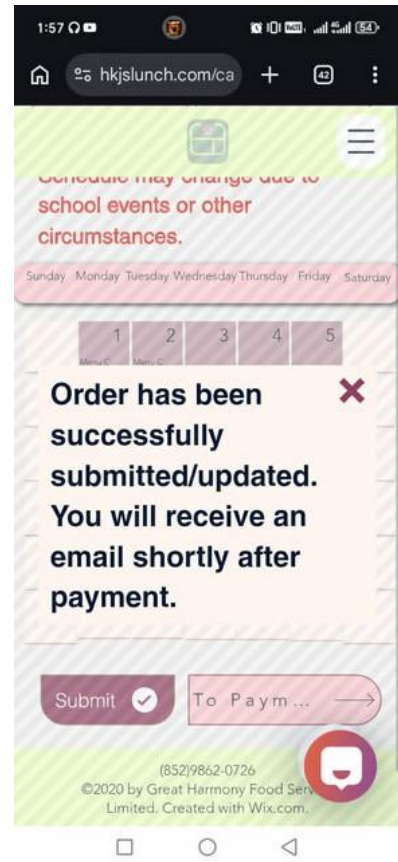 1:57
54
hkjslunch.com/ca
42
Schedule may change due to
school events or other
circumstances.
Sunday Monday Tuesday Wednesday Thursday Friday Saturday
1 2 3 4 5
Menu C Menu C
Order has been
successfully
submitted/updated.
You will receive an
email shortly after
payment.
Submit To Paym...
(852)9862-0726
©2020 by Great Harmony Food Serv
Limited. Created with Wix.com.